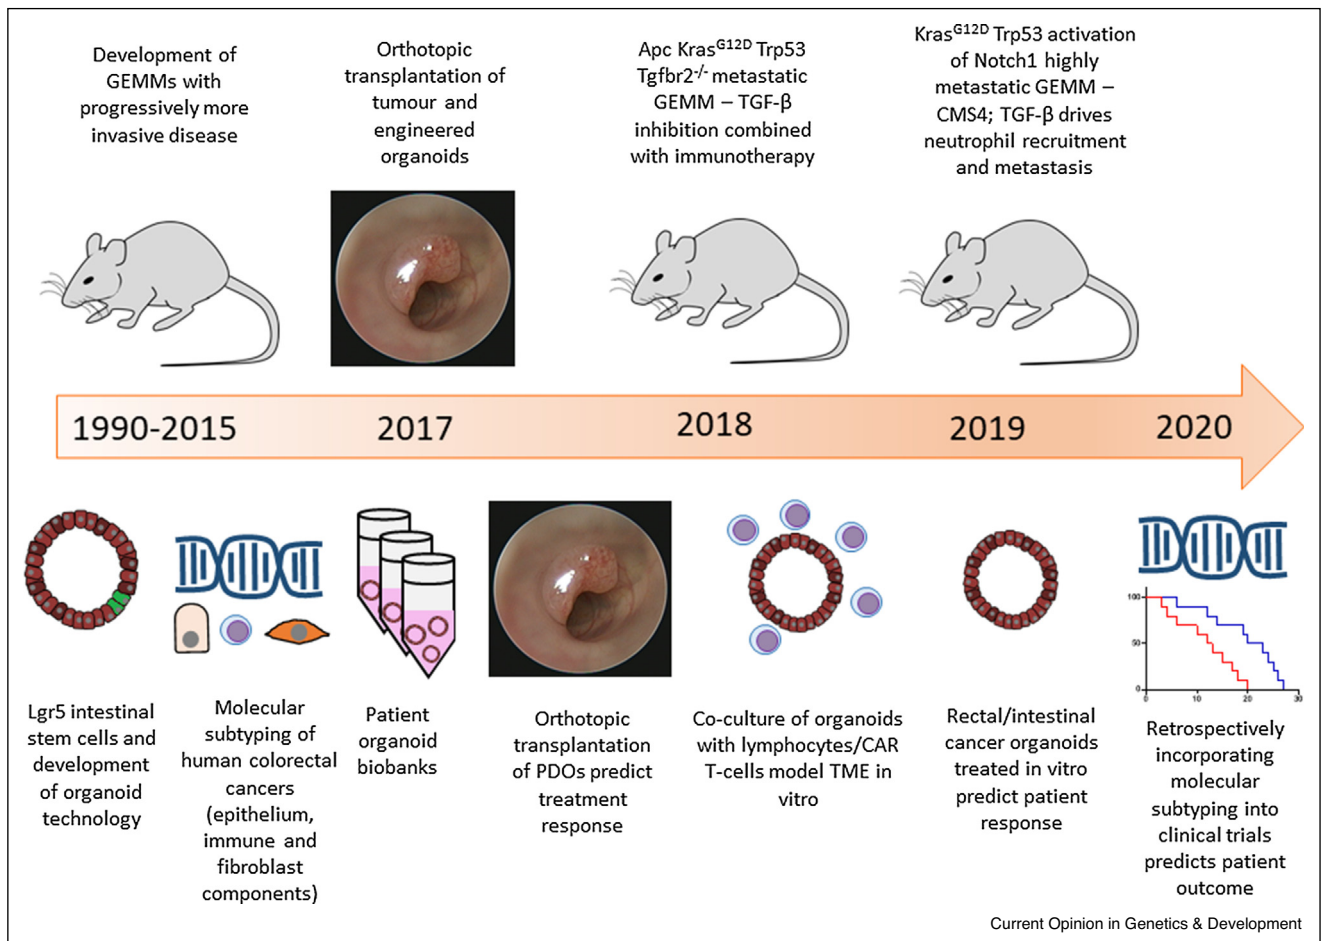 Development of
GEMMs with
progressively more
invasive disease
Orthotopic
transplantation of
tumour and
engineered
organoids
Apc Kras^G12D Trp53
Tgfbr2^-/- metastatic
GEMM – TGF-β
inhibition combined
with immunotherapy
Kras^G12D Trp53 activation
of Notch1 highly
metastatic GEMM –
CMS4; TGF-β drives
neutrophil recruitment
and metastasis
1990-2015
2017
2018
2019
2020
Lgr5 intestinal
stem cells and
development
of organoid
technology
Molecular
subtyping of
human colorectal
cancers
(epithelium,
immune and
fibroblast
components)
Patient
organoid
biobanks
Orthotopic
transplantation
of PDOs predict
treatment
response
Co-culture of organoids
with lymphocytes/CAR
T-cells model TME in
vitro
Rectal/intestinal
cancer organoids
treated in vitro
predict patient
response
100
50
0
0 10 20 30
Retrospectively
incorporating
molecular
subtyping into
clinical trials
predicts patient
outcome
Current Opinion in Genetics & Development